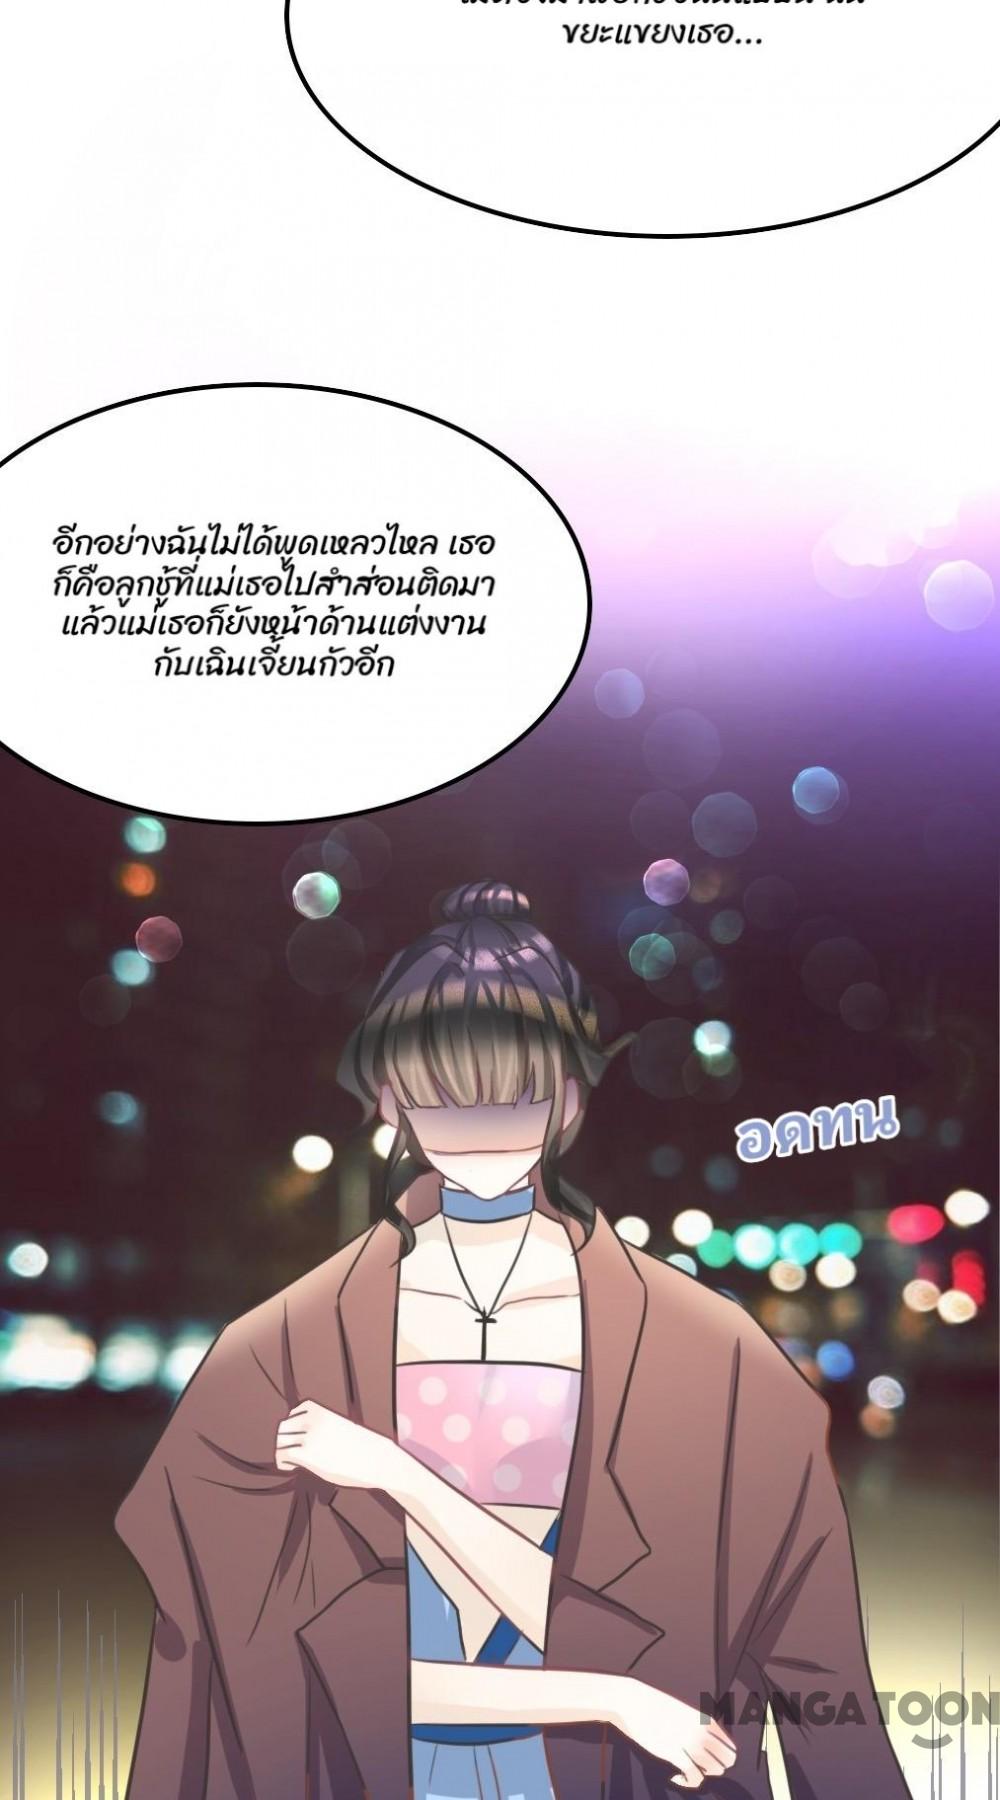 ขยะแขยงเธอ...
อีกอย่างฉันไม่ได้พูดเหลวไหล เธอ
ก็คือลูกชู้ที่แม่เธอไปสำส่อนติดมา
แล้วแม่เธอก็ยังหน้าด้านแต่งงาน
กับเฉินเจี้ยนกัวอีก
อดทน
MANGATOON